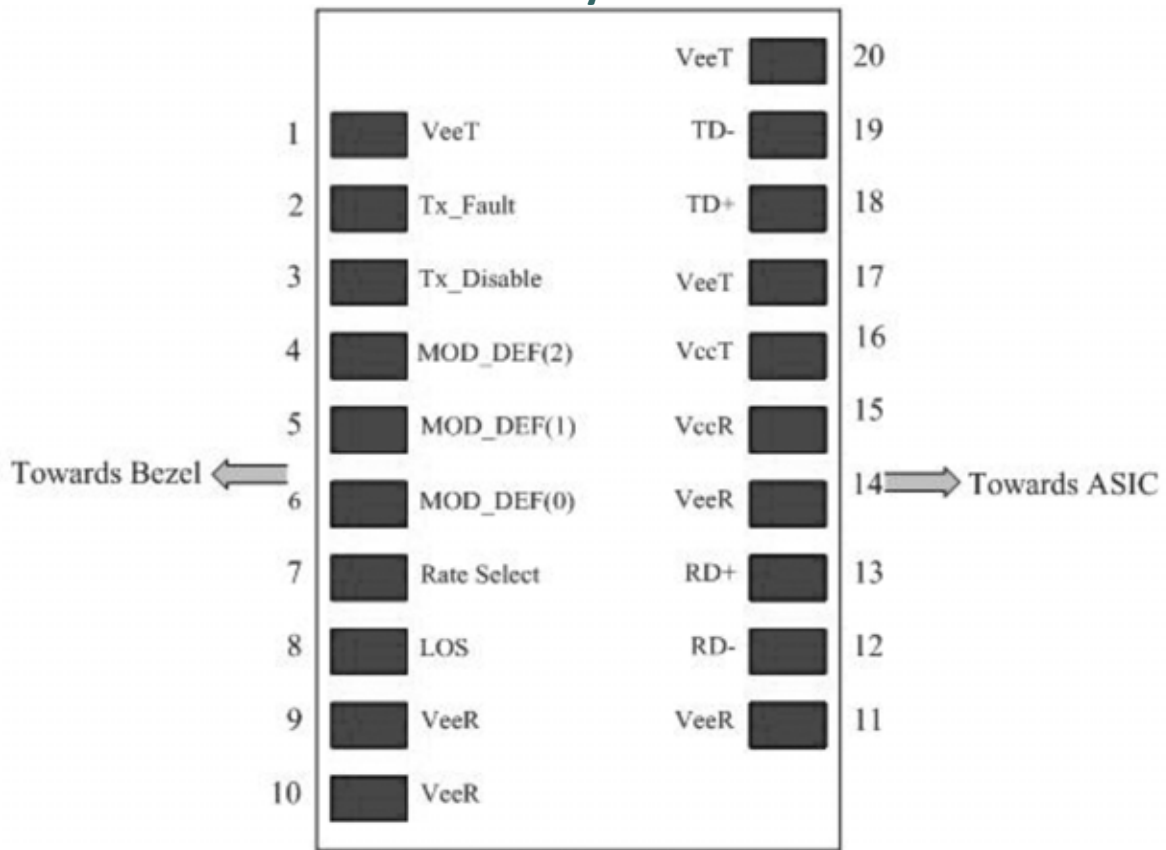 VeeT 20
1 VeeT TD- 19
2 Tx_Fault TD+ 18
3 Tx_Disable VeeT 17
4 MOD_DEF(2) VccT 16
5 MOD_DEF(1) VccR 15
Towards Bezel
6 MOD_DEF(0) VeeR 14
Towards ASIC
7 Rate Select RD+ 13
8 LOS RD- 12
9 VeeR VeeR 11
10 VeeR